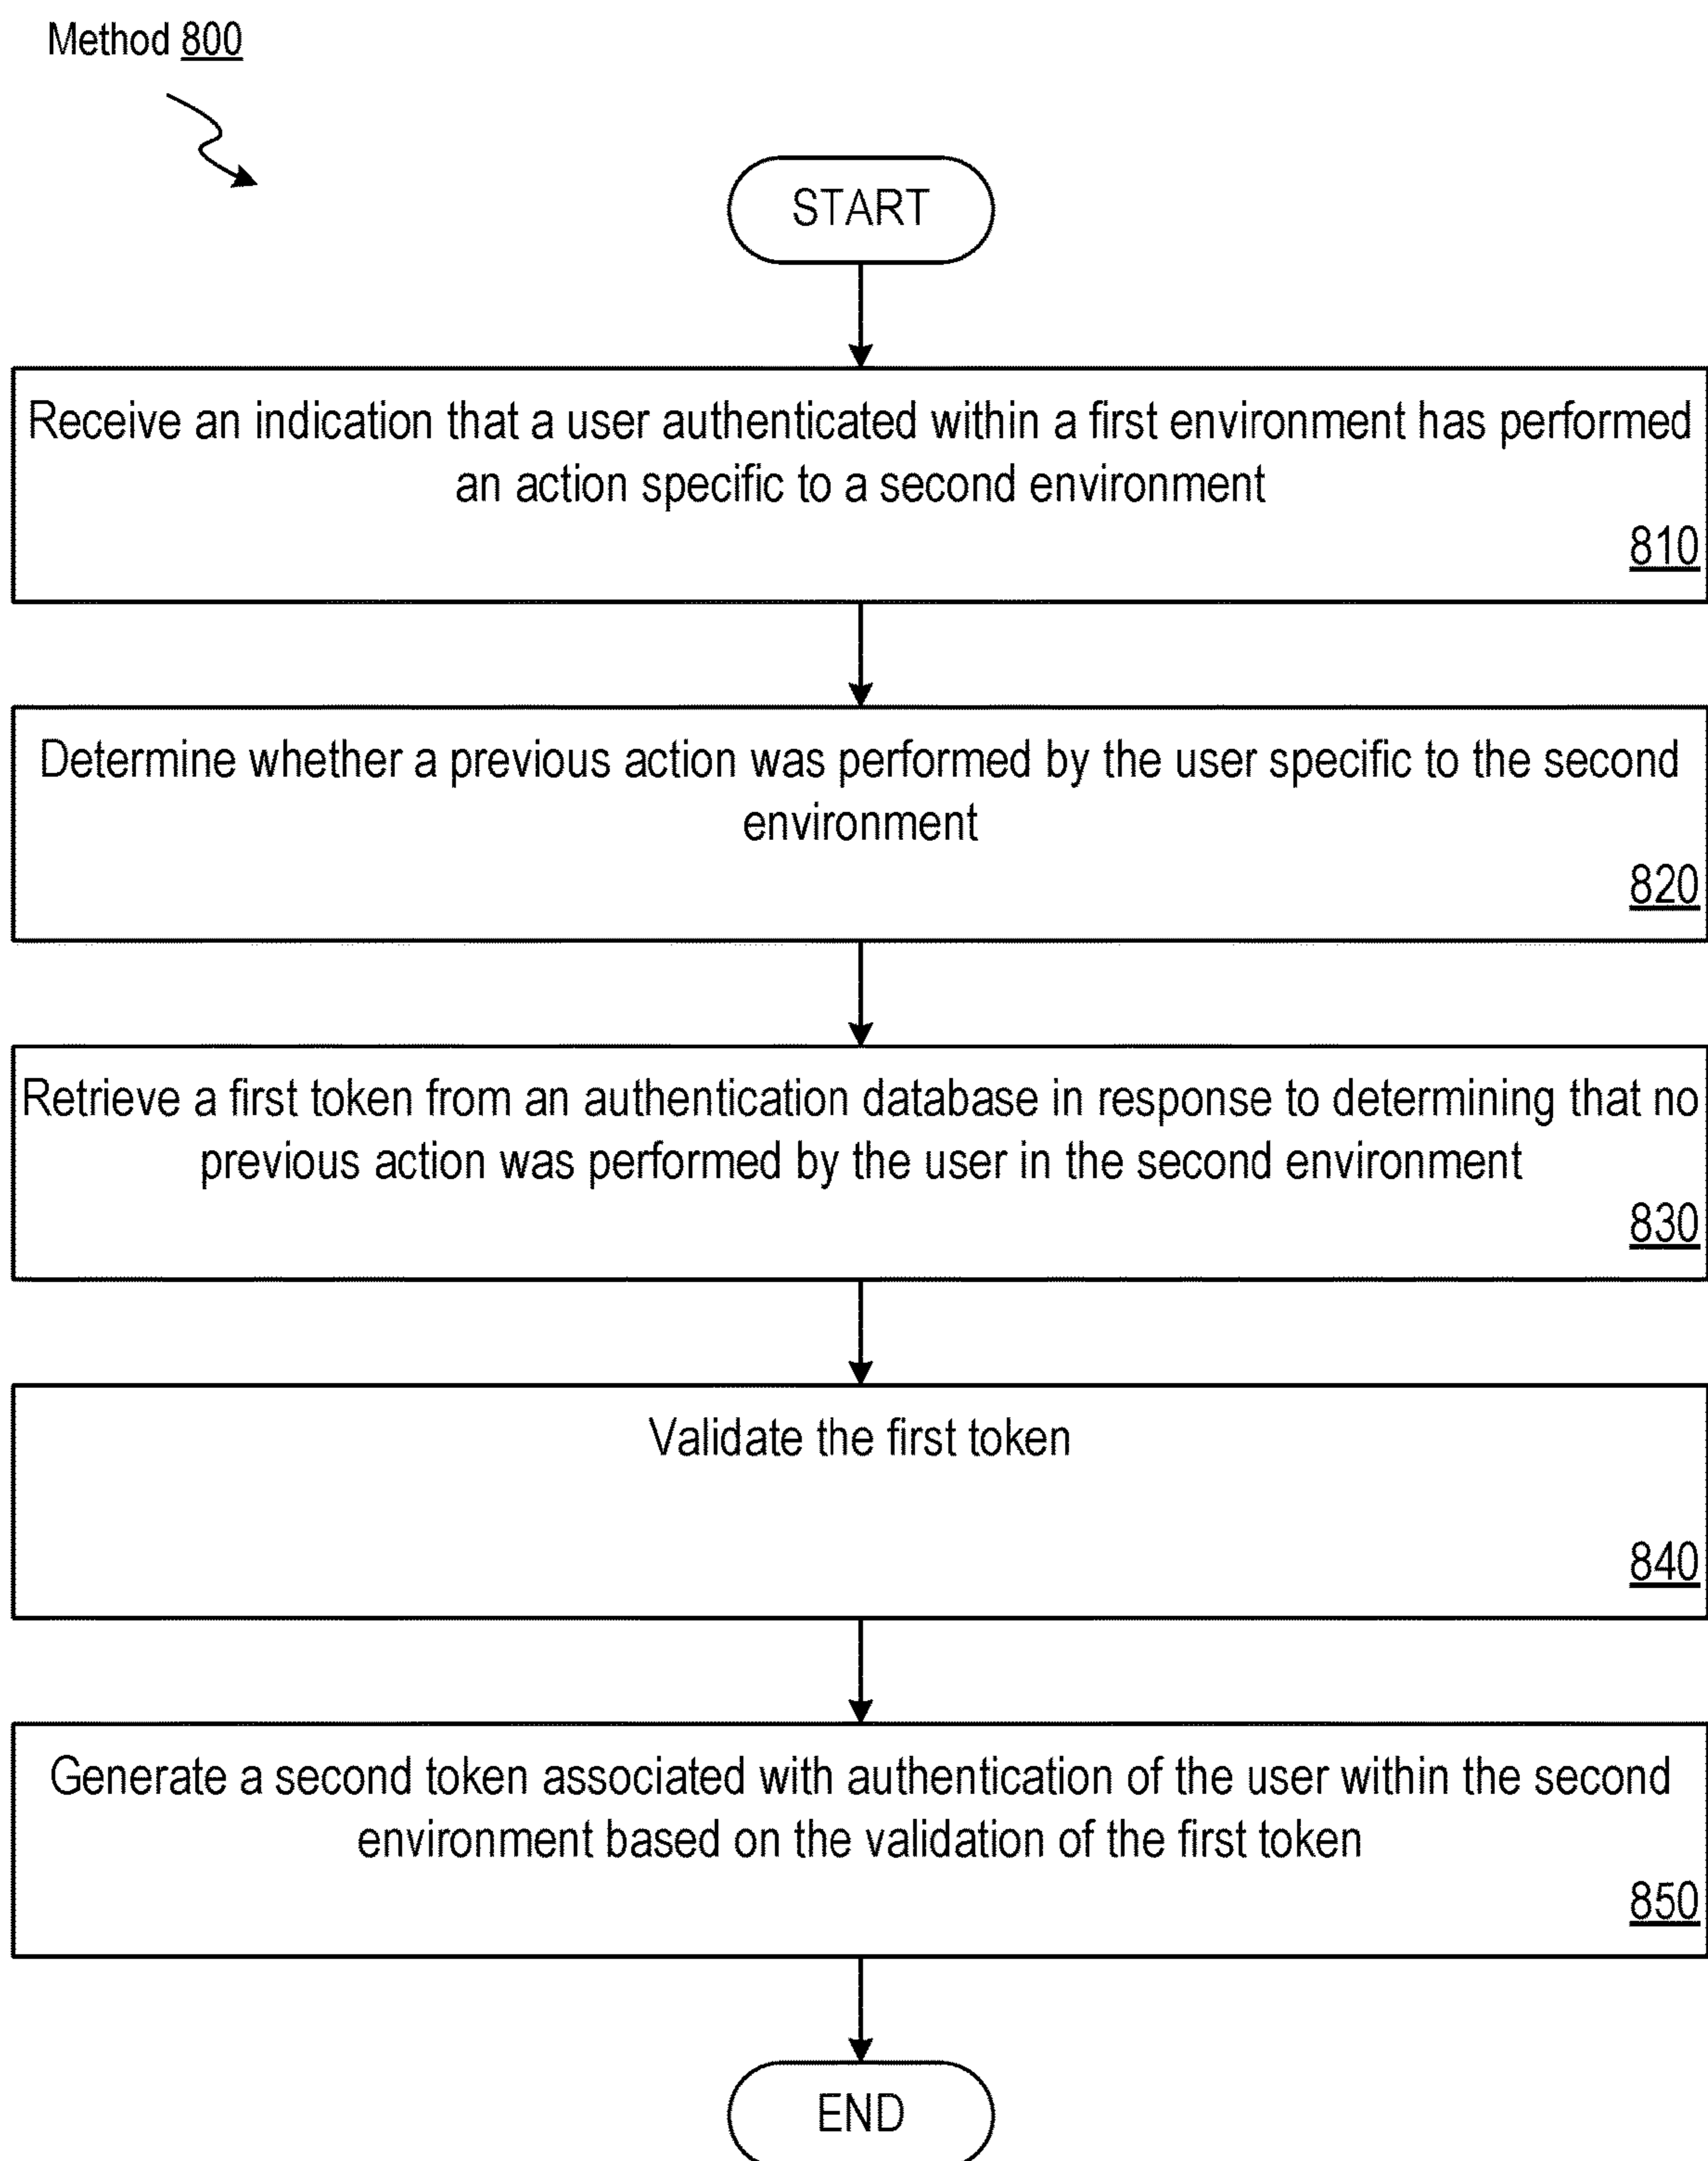 Method 800
START
Receive an indication that a user authenticated within a first environment has performed
an action specific to a second environment
810
Determine whether a previous action was performed by the user specific to the second
environment
820
Retrieve a first token from an authentication database in response to determining that no
previous action was performed by the user in the second environment
830
Validate the first token
840
Generate a second token associated with authentication of the user within the second
environment based on the validation of the first token
850
END